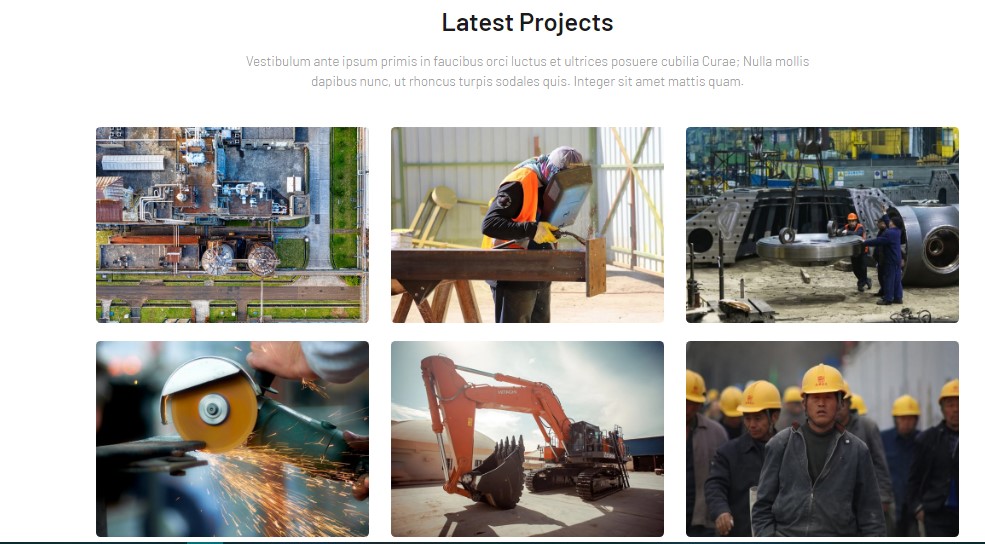 Latest Projects
Vestibulum ante ipsum primis in faucibus orci luctus et ultrices posuere cubilia Curae; Nulla mollis
dapibus nunc, ut rhoncus turpis sodales quis. Integer sit amet mattis quam.
HITACHI